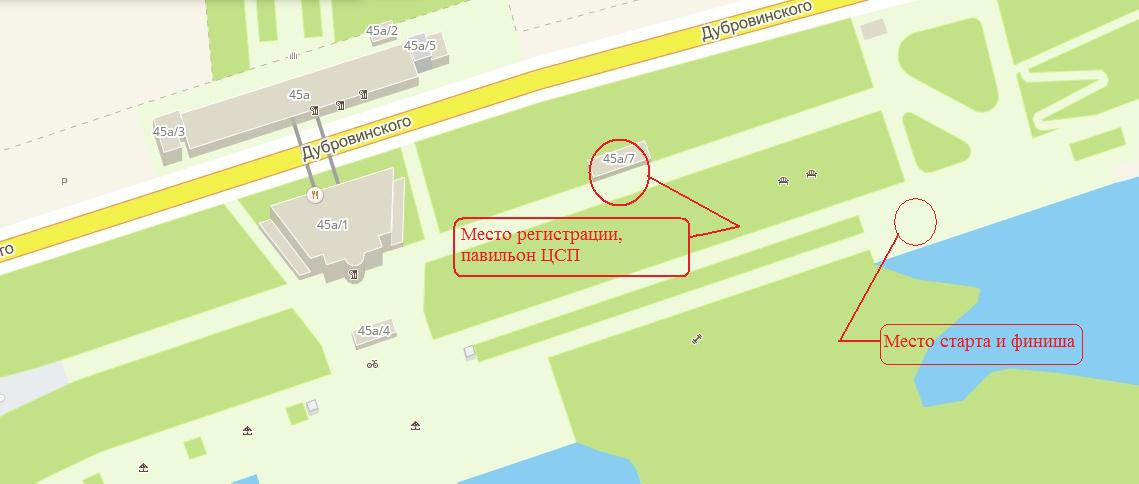 45а/2
45а/5
Дубровинского
45а
45а/3
Дубровинского
45а/7
P
45а/1
Место регистрации,
павильон ЦСП
го
45а/4
Место старта и финиша